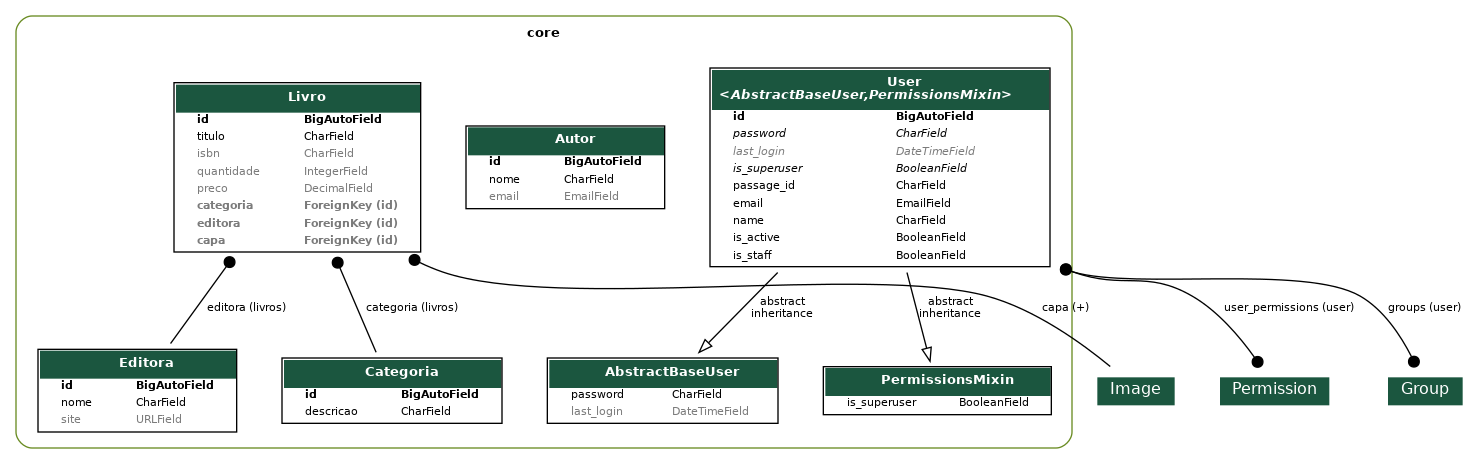 core
Livro
id BigAutoField
titulo CharField
isbn CharField
quantidade IntegerField
preco DecimalField
categoria ForeignKey (id)
editora ForeignKey (id)
capa ForeignKey (id)
Autor
id BigAutoField
nome CharField
email EmailField
User
<AbstractBaseUser,PermissionsMixin>
id BigAutoField
password CharField
last_login DateTimeField
is_superuser BooleanField
passage_id CharField
email EmailField
name CharField
is_active BooleanField
is_staff BooleanField
editora (livros)
categoria (livros)
abstract
inheritance
abstract
inheritance
capa (+)
user_permissions (user)
groups (user)
Editora
id BigAutoField
nome CharField
site URLField
Categoria
id BigAutoField
descricao CharField
AbstractBaseUser
password CharField
last_login DateTimeField
PermissionsMixin
is_superuser BooleanField
Image
Permission
Group